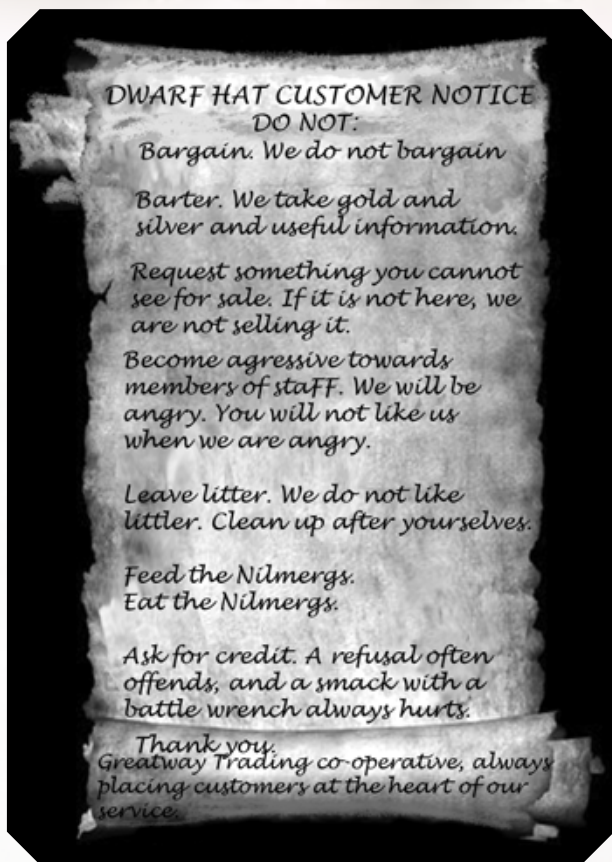 DWARF HAT CUSTOMER NOTICE
DO NOT:
Bargain. We do not bargain
Barter. We take gold and
silver and useful information.
Request something you cannot
see for sale. If it is not here, we
are not selling it.
Become agressive towards
members of staFF. We will be
angry. You will not like us
when we are angry.
Leave litter. We do not like
littler. Clean up after yourselves.
Feed the Nilmergs.
Eat the Nilmergs.
Ask for credit. A refusal often
offends, and a smack with a
battle wrench always hurts.
Thank you.
Greatway Trading co-operative, always
placing customers at the heart of our
service.